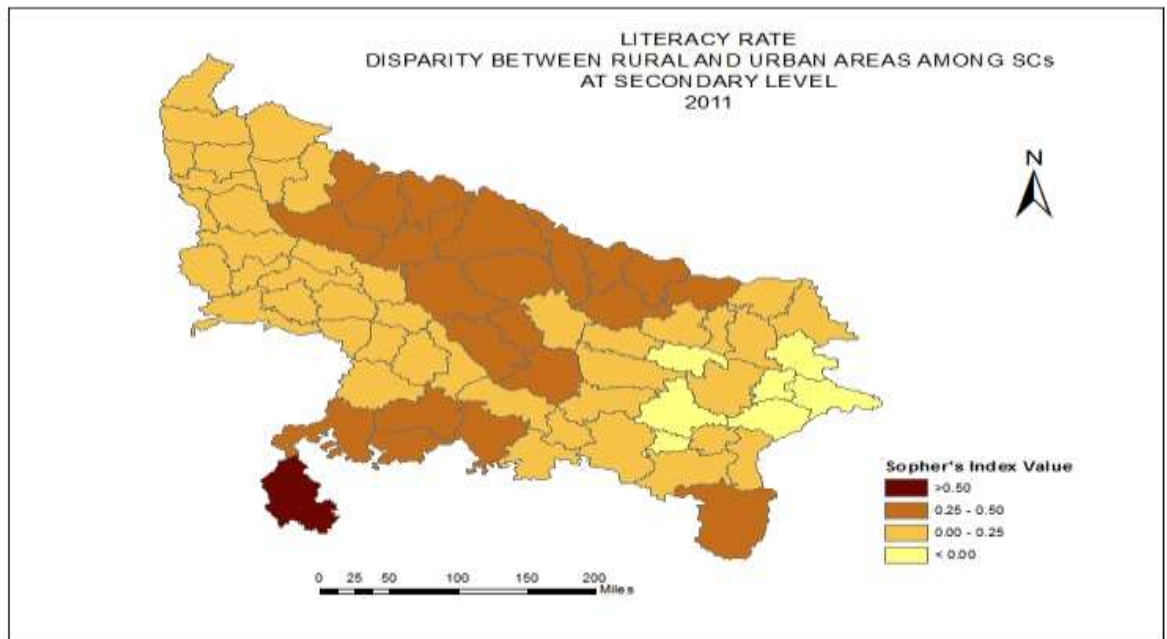 LITERACY RATE
DISPARITY BETWEEN RURAL AND URBAN AREAS AMONG SCs
AT SECONDARY LEVEL
2011
N
Sopher's Index Value
>0.50
0.25 - 0.50
0.00 - 0.25
< 0.00
0 25 50 100 150 200
Miles